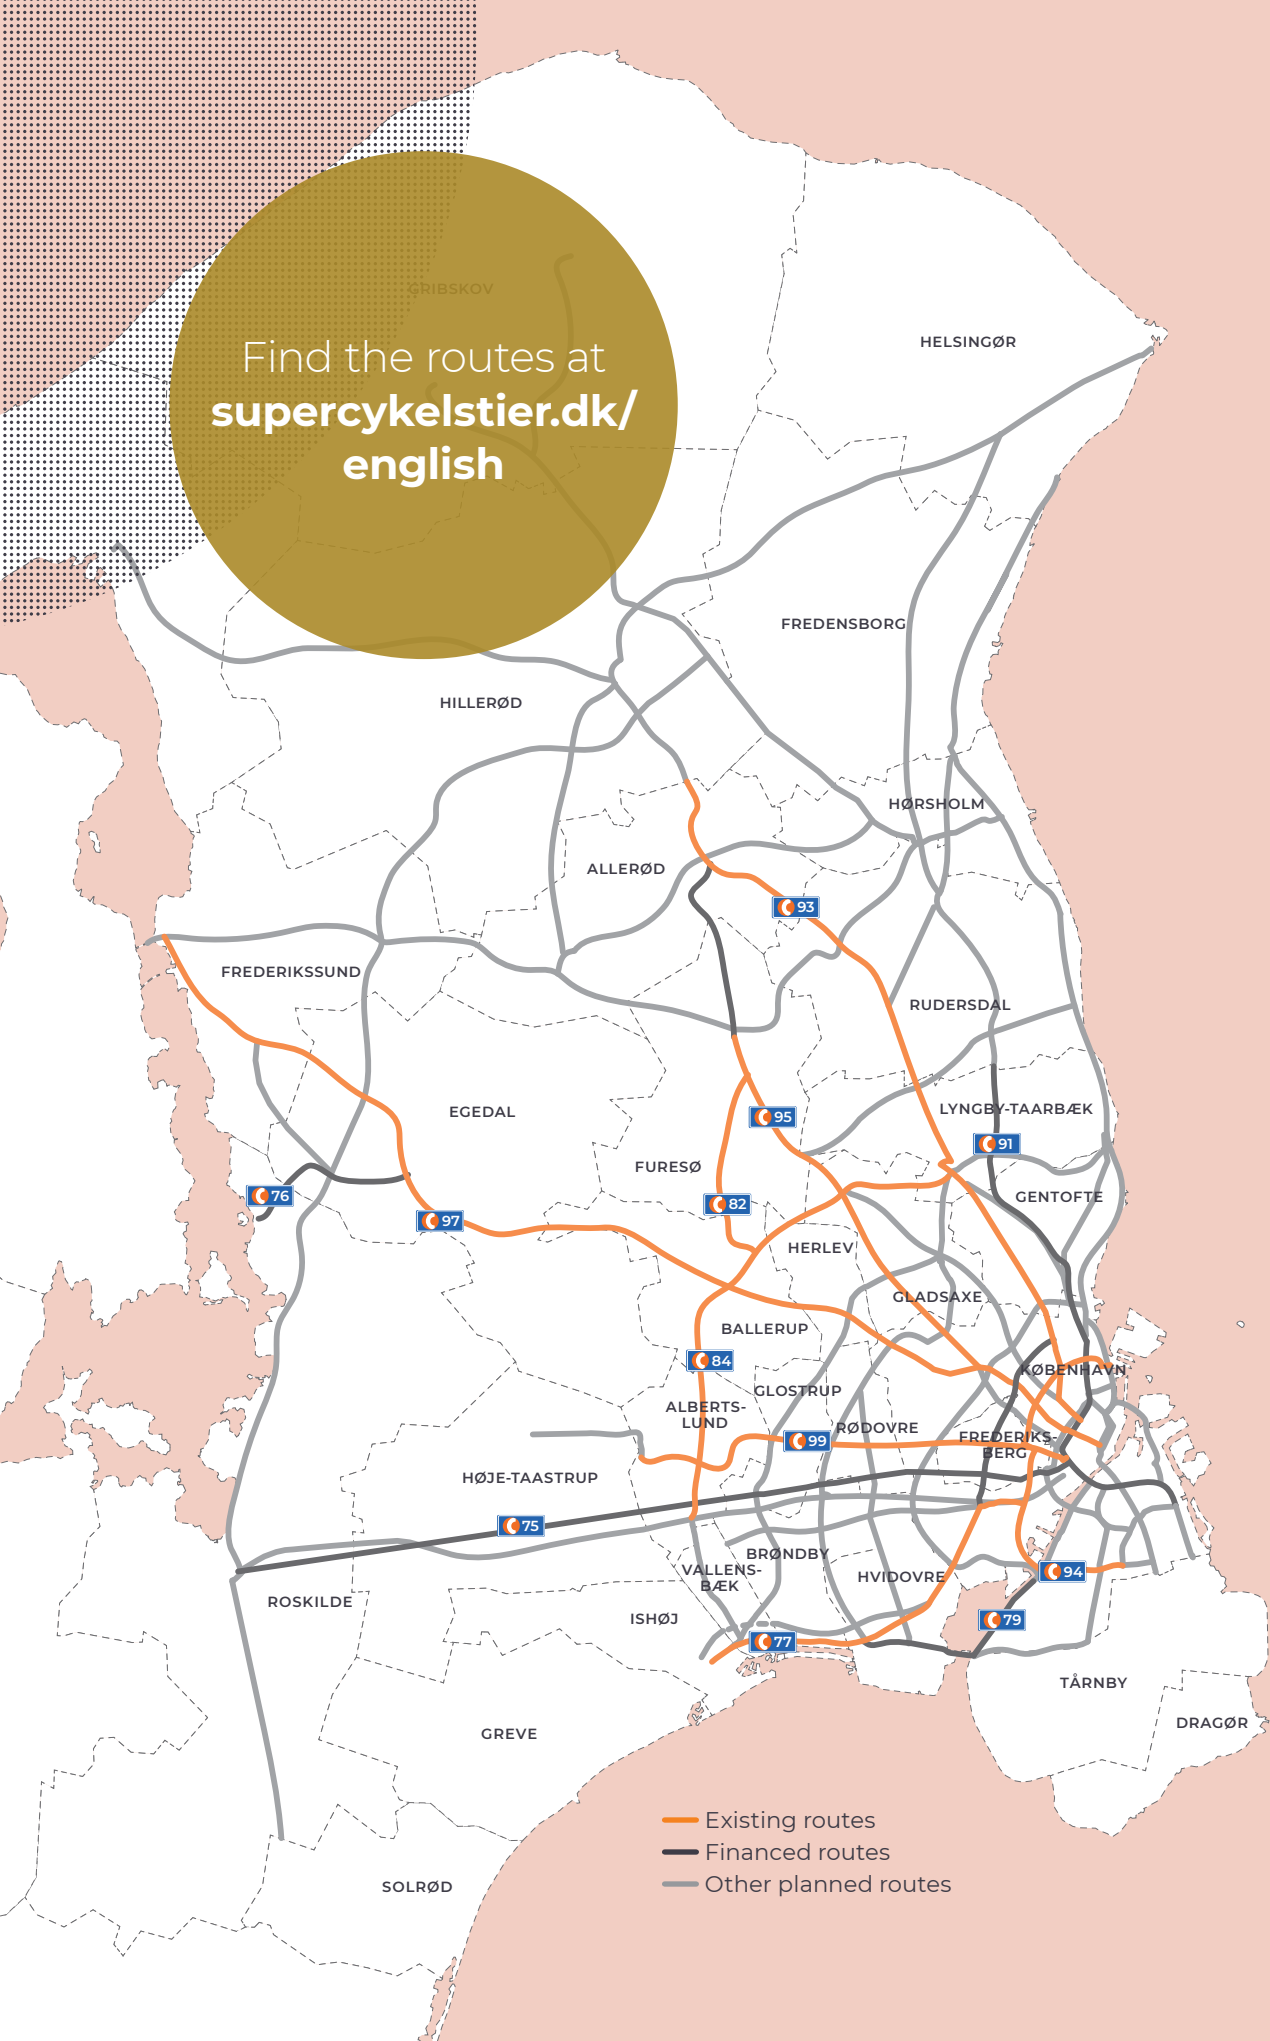 GRIBSKOV
Find the routes at
supercykelstier.dk/
english
HELSINGØR
FREDENSBORG
HILLERØD
HØRSHOLM
ALLERØD
93
FREDERIKSSUND
RUDERSDAL
EGEDAL
LYNGBY-TAARBÆK
95
91
FURESØ
76
GENTOFTE
82
97
HERLEV
GLADSAXE
BALLERUP
84
KØBENHAVN
GLOSTRUP
ALBERTS-
LUND
RØDOVRE
99
FREDERIKS-
BERG
HØJE-TAASTRUP
75
BRØNDBY
VALLENS-
BÆK
HVIDOVRE
94
ROSKILDE
ISHØJ
79
77
TÅRNBY
DRAGØR
GREVE
Existing routes
Financed routes
Other planned routes
SOLRØD